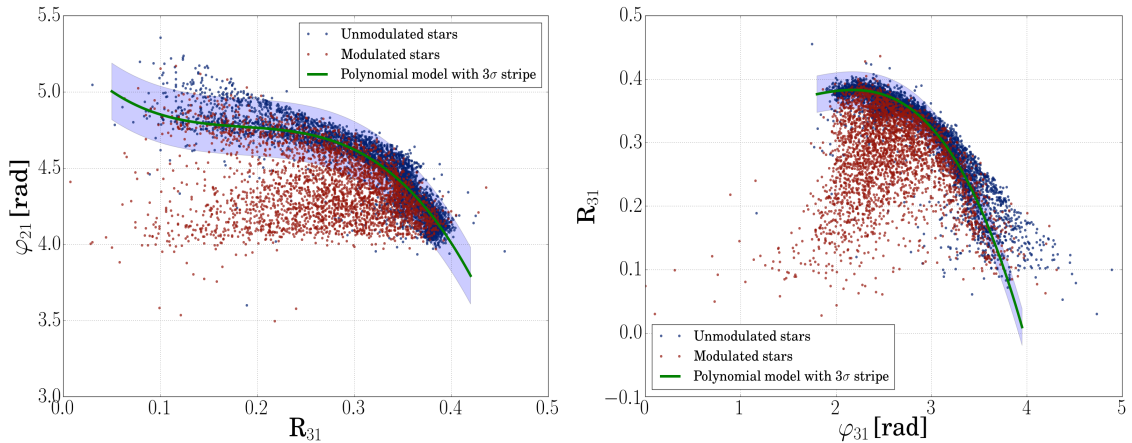 5.5
5.0
4.5
4.0
3.5
3.0
φ21 [rad]
Unmodulated stars
Modulated stars
Polynomial model with 3σ stripe
0.0 0.1 0.2 0.3 0.4 0.5
R31
0.5
0.4
0.3
0.2
0.1
0.0
−0.1
R31
Unmodulated stars
Modulated stars
Polynomial model with 3σ stripe
0 1 2 3 4 5
φ31 [rad]